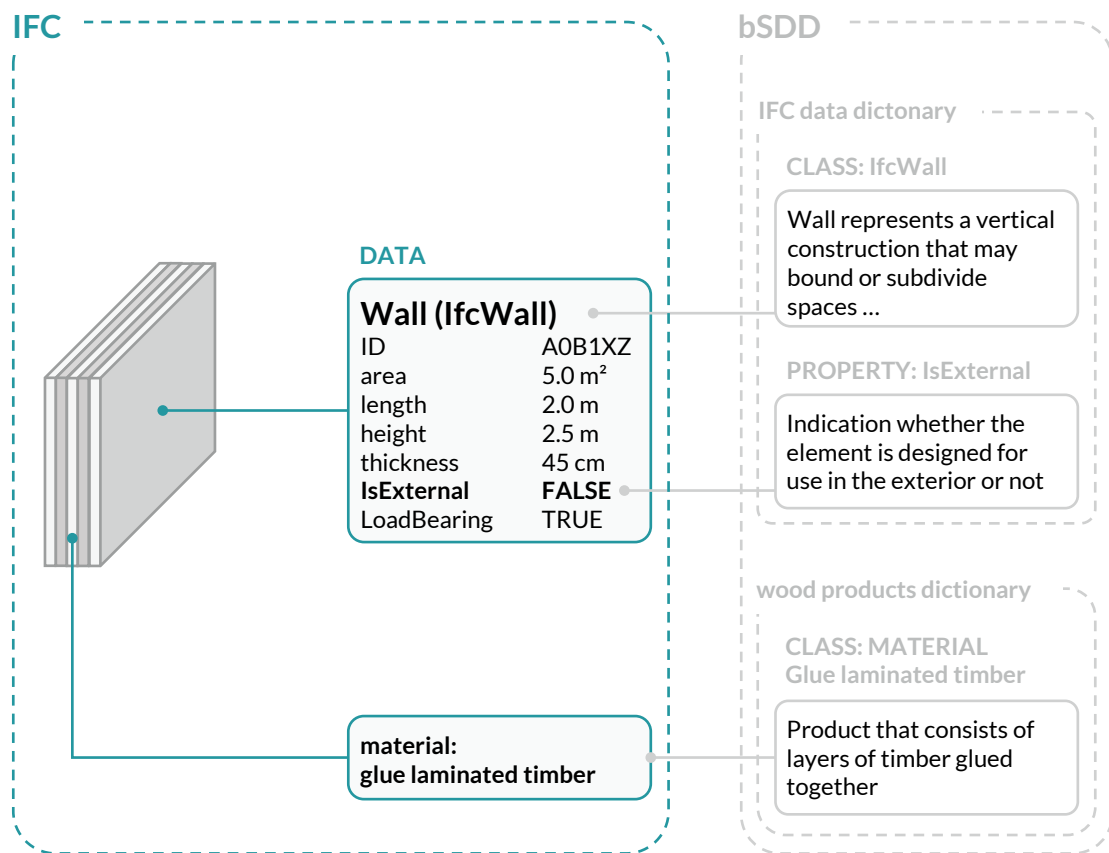 IFC
DATA
Wall (IfcWall)
ID A0B1XZ
area 5.0 m²
length 2.0 m
height 2.5 m
thickness 45 cm
IsExternal FALSE
LoadBearing TRUE
material:
glue laminated timber
bSDD
IFC data dictonary
CLASS: IfcWall
Wall represents a vertical
construction that may
bound or subdivide
spaces ...
PROPERTY: IsExternal
Indication whether the
element is designed for
use in the exterior or not
wood products dictionary
CLASS: MATERIAL
Glue laminated timber
Product that consists of
layers of timber glued
together